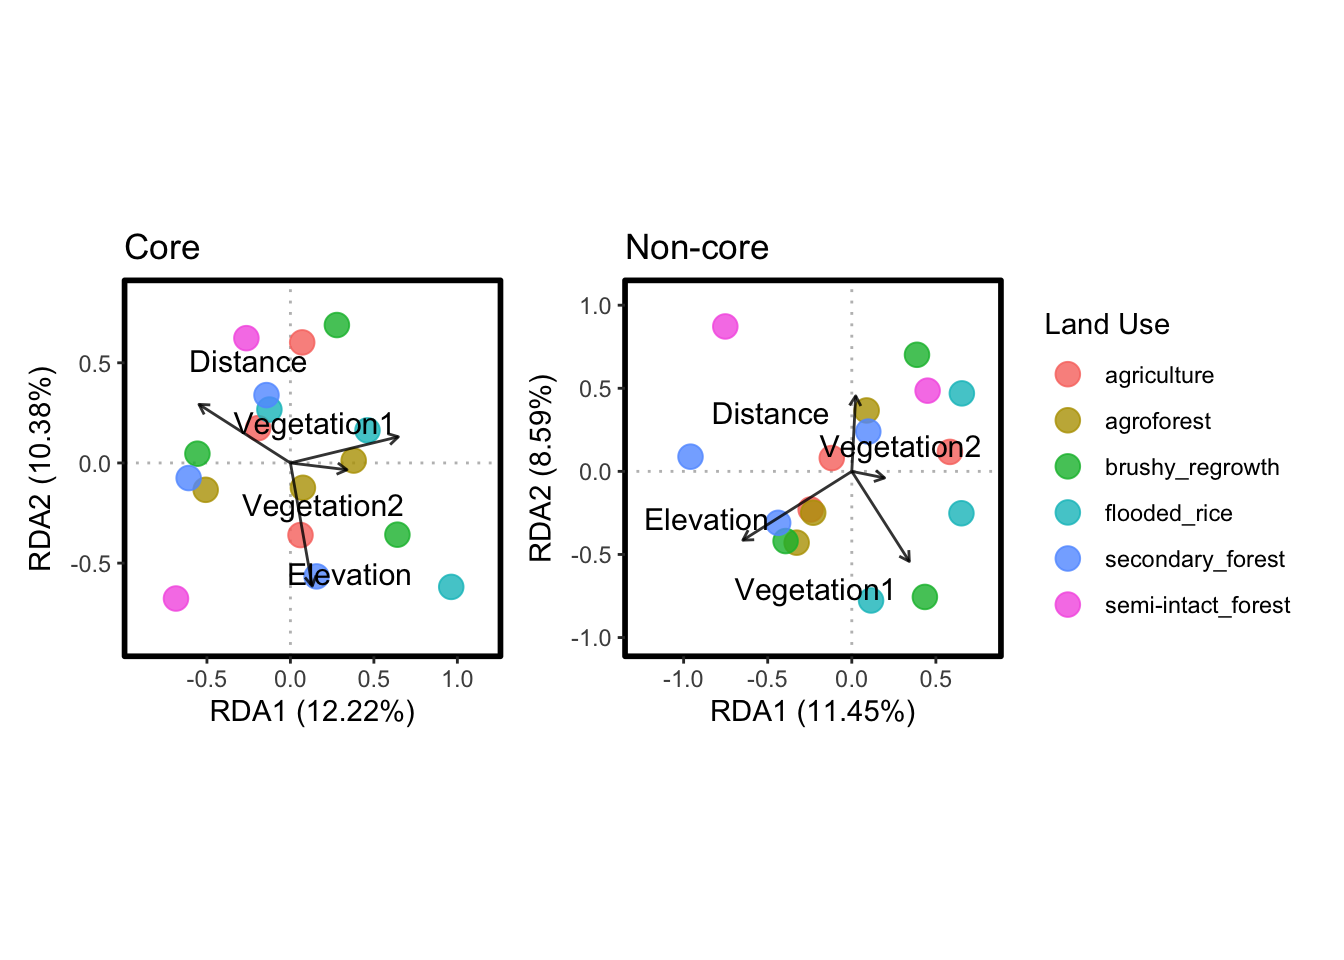 Core
Non-core
RDA2 (10.38%)
0.5
0.0
-0.5
Distance
Vegetation1
Vegetation2
Elevation
-0.5
0.0
0.5
1.0
RDA1 (12.22%)
RDA2 (8.59%)
1.0
0.5
0.0
-0.5
-1.0
Distance
Vegetation2
Elevation
Vegetation1
-1.0
-0.5
0.0
0.5
RDA1 (11.45%)
Land Use
agriculture
agroforest
brushy_regrowth
flooded_rice
secondary_forest
semi-intact_forest